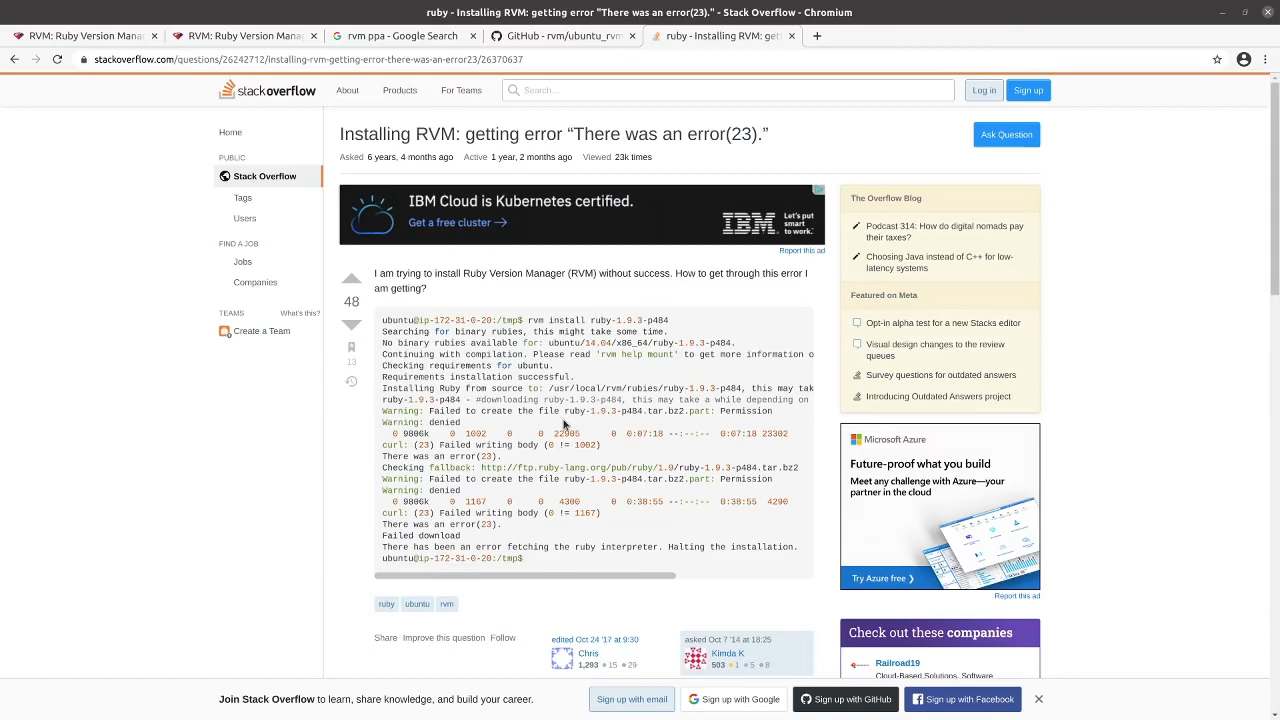 ruby - Installing RVM: getting error "There was an error(23)." - Stack Overflow - Chromium
RVM: Ruby Version Mana
RVM: Ruby Version Mana
rvm ppa - Google Search
GitHub - rvm/ubuntu_rvm
ruby - Installing RVM: get
stackoverflow.com/questions/26242712/installing-rvm-getting-error-there-was-an-error23/26370637
stackoverflow
About
Products
For Teams
Search...
Log in
Sign up
Home
PUBLIC
Stack Overflow
Tags
Users
FIND A JOB
Jobs
Companies
TEAMS
What's this?
Create a Team
Installing RVM: getting error “There was an error(23).”
Ask Question
Asked 6 years, 4 months ago Active 1 year, 2 months ago Viewed 23k times
IBM Cloud is Kubernetes certified.
Get a free cluster →
IBM
Let's put
smart
to work.
Report this ad
48
13
I am trying to install Ruby Version Manager (RVM) without success. How to get through this error I
am getting?
ubuntu@ip-172-31-0-20:/tmp$ rvm install ruby-1.9.3-p484
Searching for binary rubies, this might take some time.
No binary rubies available for: ubuntu/14.04/x86_64/ruby-1.9.3-p484.
Continuing with compilation. Please read 'rvm help mount' to get more information o
Checking requirements for ubuntu.
Requirements installation successful.
Installing Ruby from source to: /usr/local/rvm/rubies/ruby-1.9.3-p484, this may tak
ruby-1.9.3-p484 - #downloading ruby-1.9.3-p484, this may take a while depending on
Warning: Failed to create the file ruby-1.9.3-p484.tar.bz2.part: Permission
Warning: denied
0 9806k 0 1002 0 0 22905 0 0:07:18 --:--:-- 0:07:18 23302
curl: (23) Failed writing body (0 != 1002)
There was an error(23).
Checking fallback: http://ftp.ruby-lang.org/pub/ruby/1.9/ruby-1.9.3-p484.tar.bz2
Warning: Failed to create the file ruby-1.9.3-p484.tar.bz2.part: Permission
Warning: denied
0 9806k 0 1167 0 0 4300 0 0:38:55 --:--:-- 0:38:55 4290
curl: (23) Failed writing body (0 != 1167)
There was an error(23).
Failed download
There has been an error fetching the ruby interpreter. Halting the installation.
ubuntu@ip-172-31-0-20:/tmp$
ruby
ubuntu
rvm
Share Improve this question Follow
edited Oct 24 '17 at 9:30
Chris
1,293 15 29
asked Oct 7 '14 at 18:25
Kimda K
503 1 5 8
The Overflow Blog
Podcast 314: How do digital nomads pay
their taxes?
Choosing Java instead of C++ for low-
latency systems
Featured on Meta
Opt-in alpha test for a new Stacks editor
Visual design changes to the review
queues
Survey questions for outdated answers
Introducing Outdated Answers project
Microsoft Azure
Future-proof what you build
Meet any challenge with Azure—your
partner in the cloud
Try Azure free ❯
Report this ad
Check out these companies
Railroad19
Cloud-Based Solutions, Software
Join Stack Overflow to learn, share knowledge, and build your career.
Sign up with email
Sign up with Google
Sign up with GitHub
Sign up with Facebook